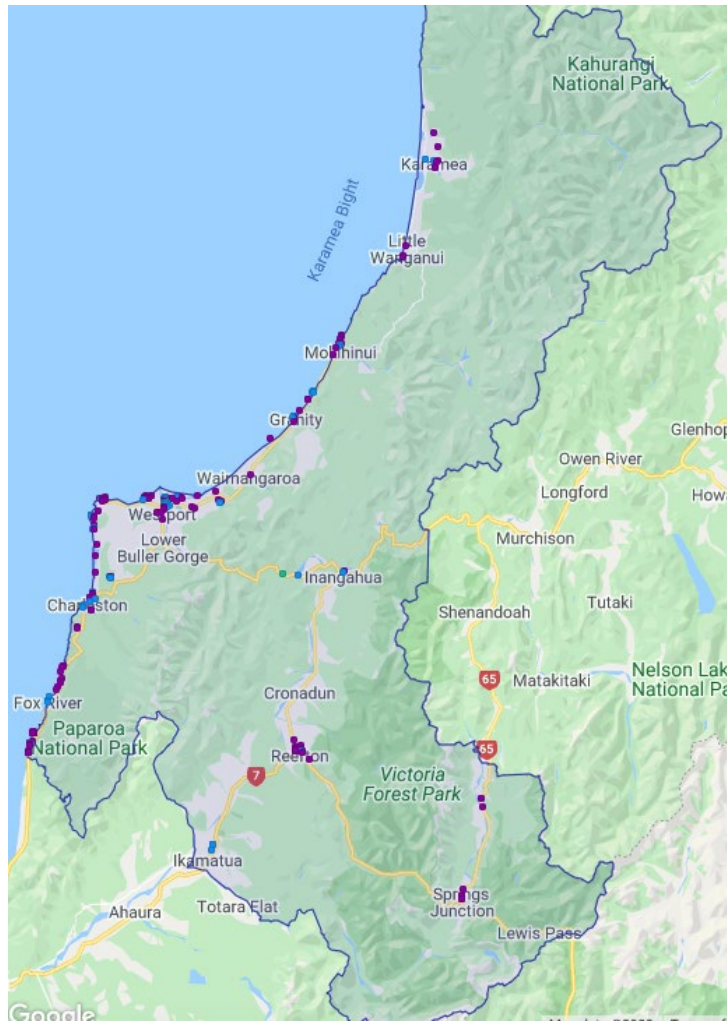 Kahurangi
National Park
Karamea
Karamea Bight
Little
Wanganui
Mokihinui
Granity
Glenhop
Owen River
Waimangaroa
Longford
Howa
Westport
Lower
Buller Gorge
Murchison
Inangahua
Charleston
Shenandoah
Tutaki
65
Nelson Lak
National Pa
Matakitaki
Cronadun
Fox River
Paparoa
National Park
Reefton
65
7
Victoria
Forest Park
Ikamatua
Springs
Junction
Totara Flat
Ahaura
Lewis Pass
Google